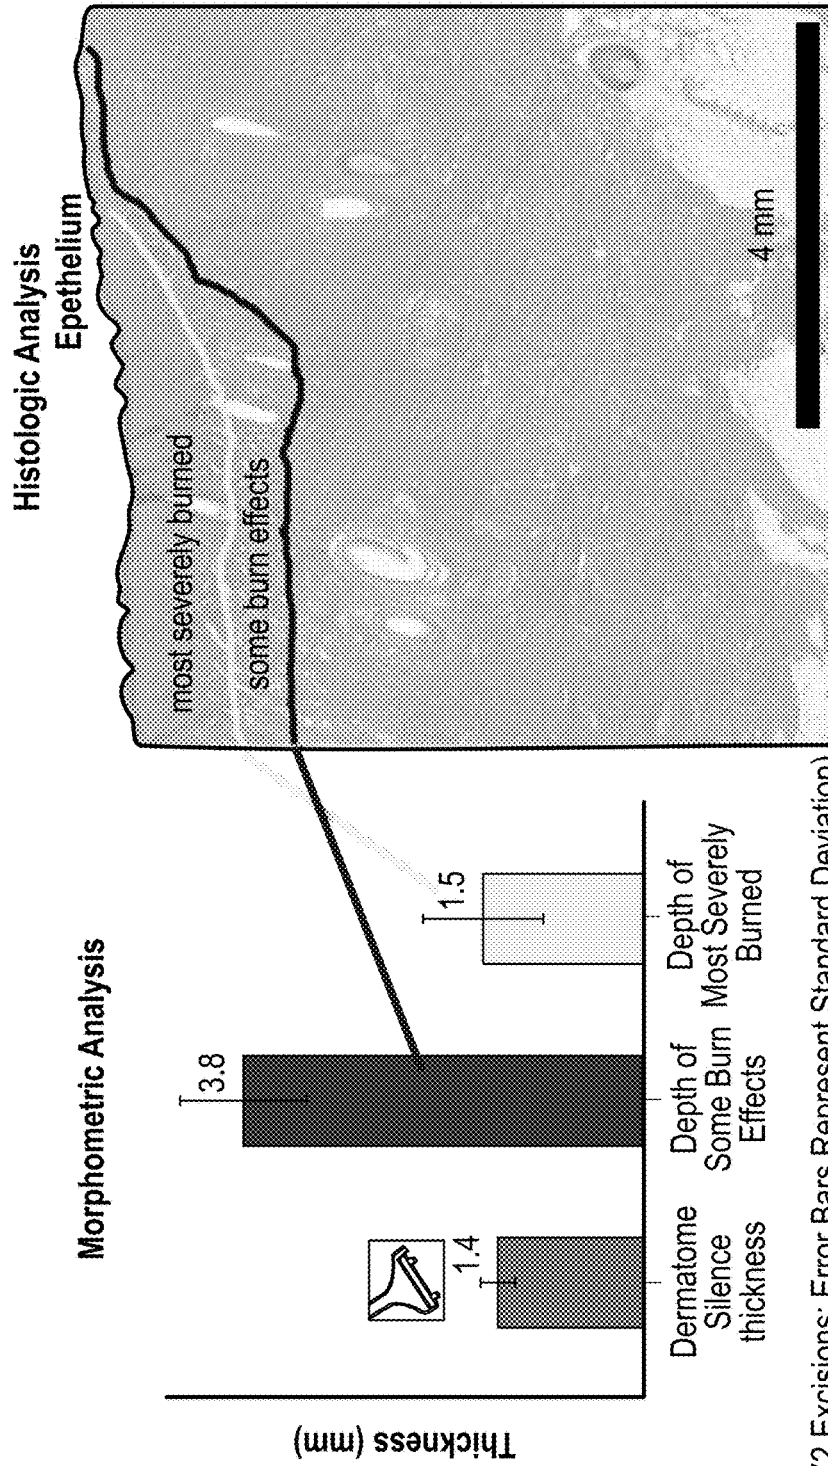 Morphometric Analysis
Thickness (mm)
1.4
3.8
1.5
Dermatome
Silence
thickness
Depth of
Some Burn
Effects
Depth of
Most Severely
Burned
Histologic Analysis
Epethelium
most severely burned
some burn effects
4 mm
Excisions; Error Bars Represent Standard Deviation)